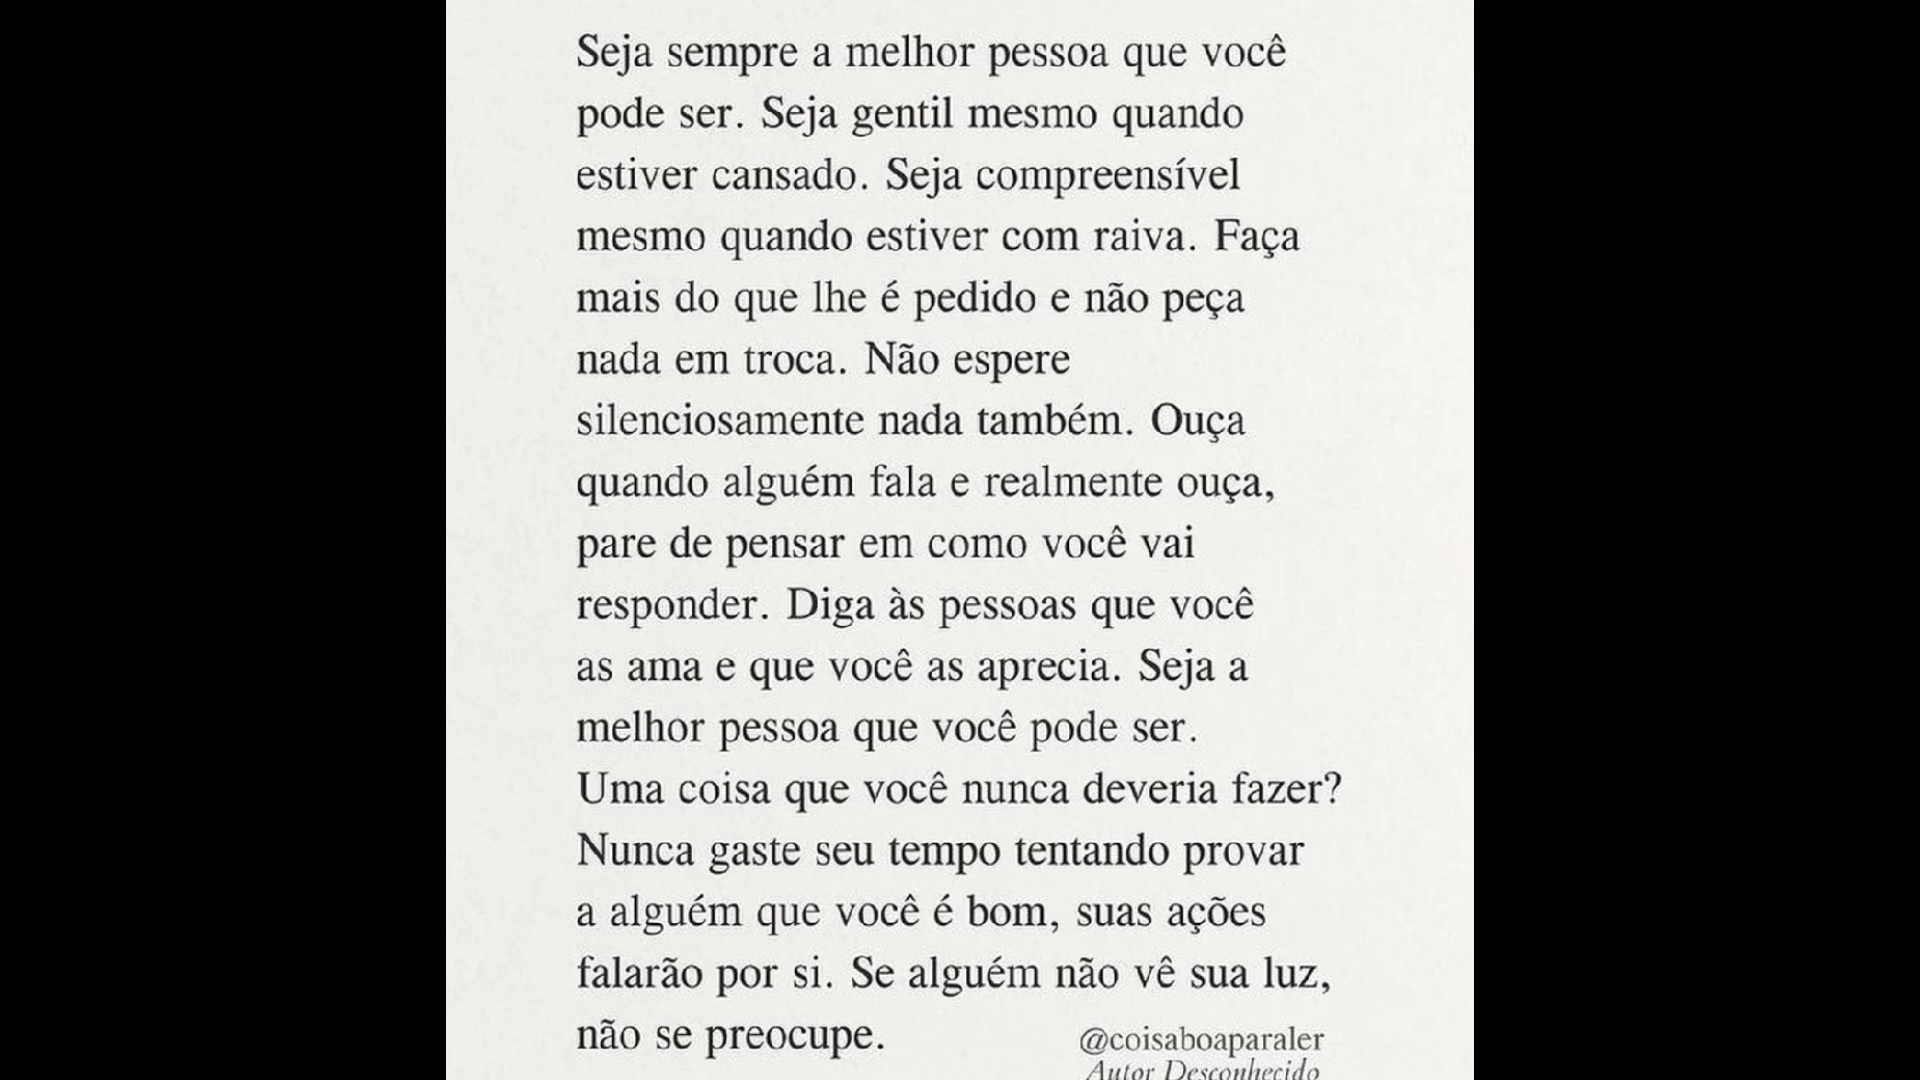 Seja sempre a melhor pessoa que você
pode ser. Seja gentil mesmo quando
estiver cansado. Seja compreensível
mesmo quando estiver com raiva. Faça
mais do que lhe é pedido e não peça
nada em troca. Não espere
silenciosamente nada também. Ouça
quando alguém fala e realmente ouça,
pare de pensar em como você vai
responder. Diga às pessoas que você
as ama e que você as aprecia. Seja a
melhor pessoa que você pode ser.
Uma coisa que você nunca deveria fazer?
Nunca gaste seu tempo tentando provar
a alguém que você é bom, suas ações
falarão por si. Se alguém não vê sua luz,
não se preocupe.
@coisaboaparaler
Autor Desconhecido